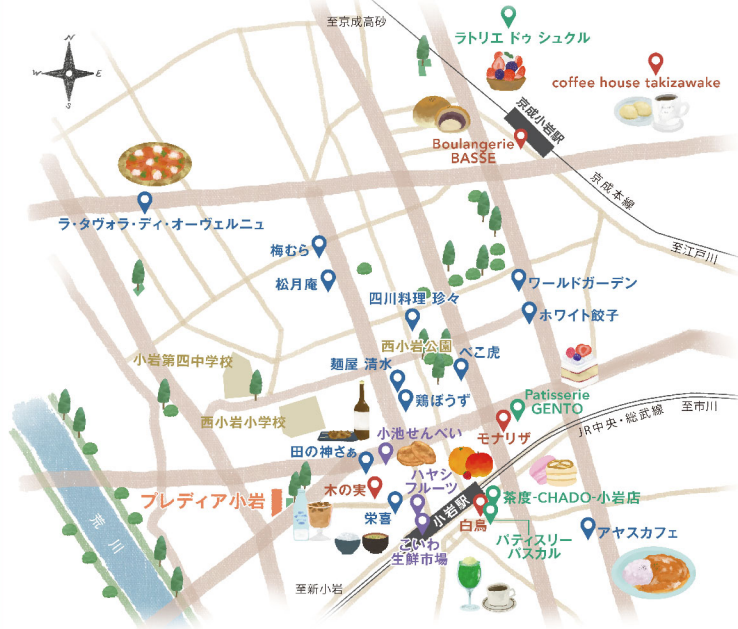 至京成高砂
ラトリエ ドゥ シュクル
coffee house takizawake
京成小岩駅
Boulangerie
BASSE
京成本線
至江戸川
N
W
E
S
ラ・タヴォラ・ディ・オーヴェルニュ
梅むら
松月庵
四川料理 珍々
ワールドガーデン
ホワイト餃子
西小岩公園
べこ虎
小岩第四中学校
麺屋 清水
鶏ぼうず
西小岩小学校
Patisserie
GENTO
モナリザ
JR中央・総武線
至市川
小池せんべい
田の神さぁ
ハヤシ
フルーツ
木の実
栄喜
小岩駅
白鳥
茶度-CHADO-小岩店
パティスリー
パスカル
アヤスカフェ
プレディア小岩
荒川
こいわ
生鮮市場
至新小岩